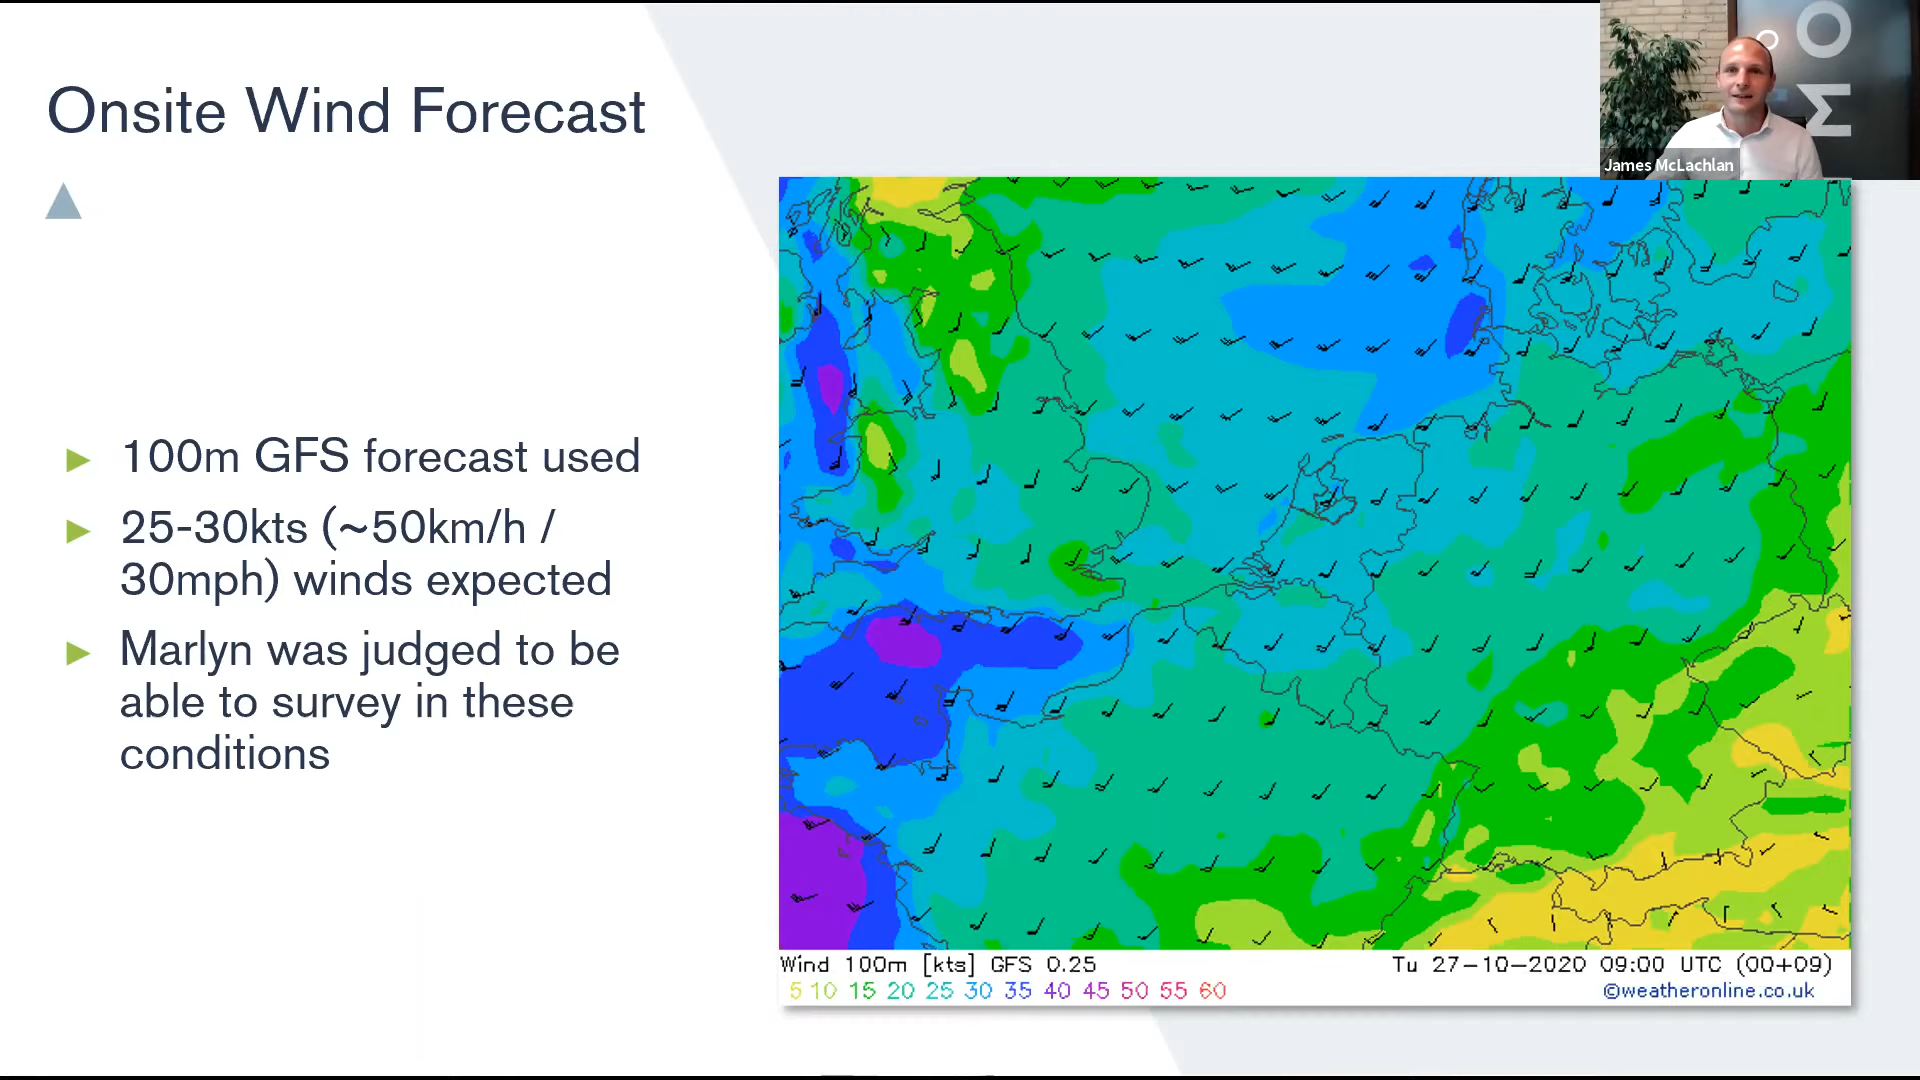 Onsite Wind Forecast
MO
James McLachlan
100m GFS forecast used
25-30kts (~50km/h /
30mph) winds expected
Marlyn was judged to be
able to survey in these
conditions
Wind 100m [kts] GFS 0.25
Tu 27-10-2020 09:00 UTC (00+09)
5 10 15 20 25 30 35 40 45 50 55 60
©weatheronline.co.uk